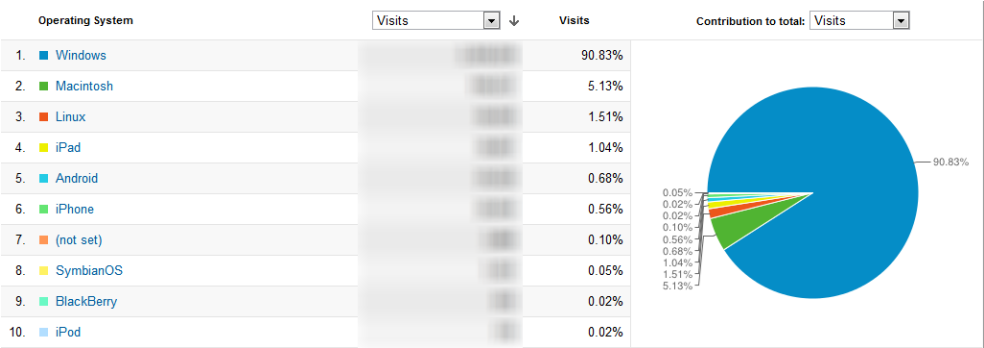 Operating System Visits Visits Contribution to total: Visits
1. Windows 90.83%
2. Macintosh 5.13%
3. Linux 1.51%
4. iPad 1.04%
5. Android 0.68%
6. iPhone 0.56%
7. (not set) 0.10%
8. SymbianOS 0.05%
9. BlackBerry 0.02%
10. iPod 0.02%
90.83%
0.05%
0.02%
0.02%
0.10%
0.56%
0.68%
1.04%
1.51%
5.13%